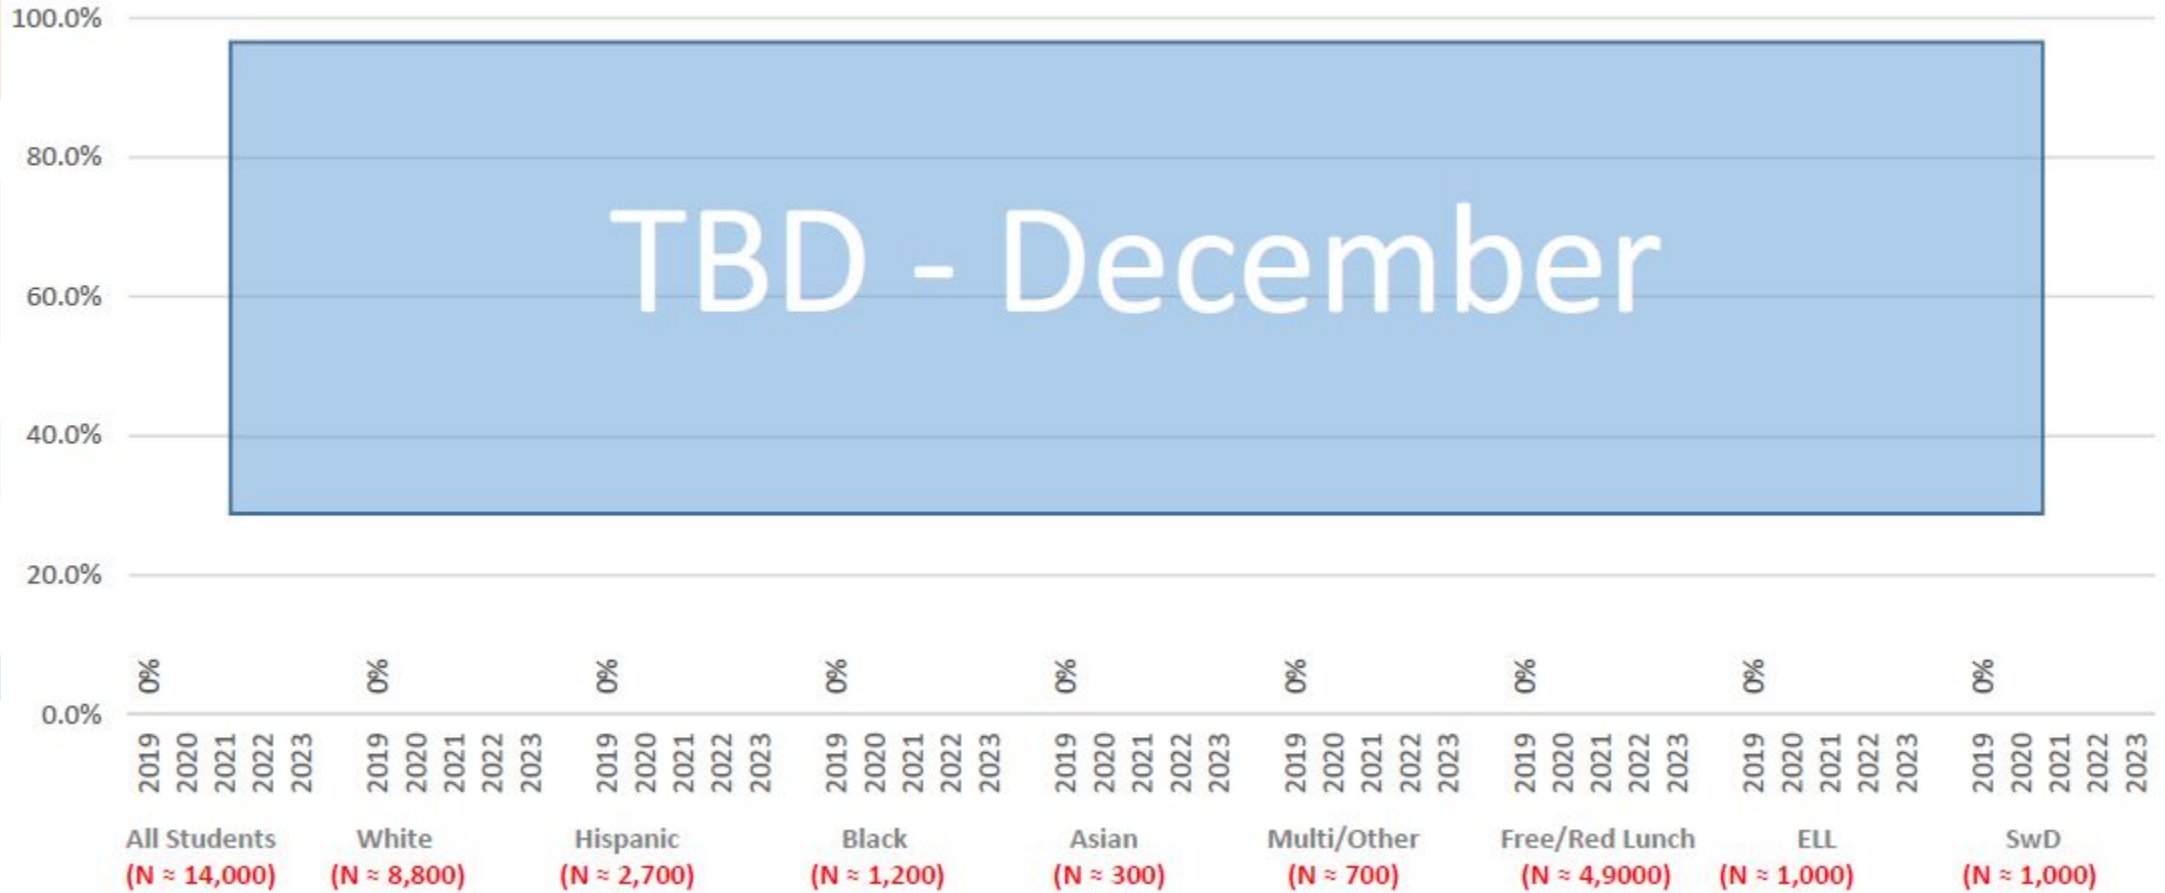 100.0%
80.0%
TBD - December
60.0%
40.0%
20.0%
0% 0% 0% 0% 0% 0% 0% 0% 0%
0.0%
2019 2020 2021 2022 2023 2019 2020 2021 2022 2023 2019 2020 2021 2022 2023 2019 2020 2021 2022 2023 2019 2020 2021 2022 2023 2019 2020 2021 2022 2023 2019 2020 2021 2022 2023 2019 2020 2021 2022 2023 2019 2020 2021 2022 2023
All Students White Hispanic Black Asian Multi/Other Free/Red Lunch ELL SwD
(N ≈ 14,000) (N ≈ 8,800) (N ≈ 2,700) (N ≈ 1,200) (N ≈ 300) (N ≈ 700) (N ≈ 4,9000) (N ≈ 1,000) (N ≈ 1,000)